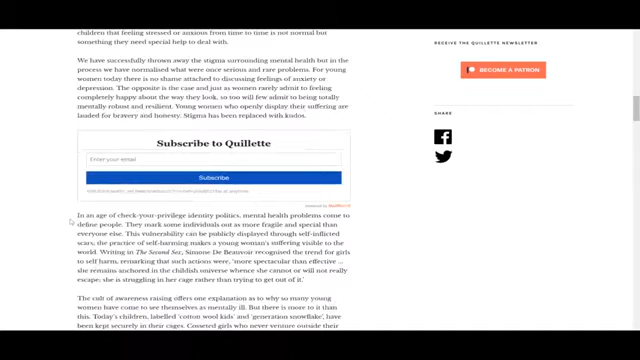 children that feeling stressed or anxious from time to time is not normal but
something they need special help to deal with.
RECEIVE THE QUILLETTE NEWSLETTER
BECOME A PATRON
We have successfully thrown away the stigma surrounding mental health but in the
process we have normalised what were once serious and rare problems. For young
women today there is no shame attached to discussing feelings of anxiety or
depression. The opposite is the case and just as women rarely admit to feeling
completely happy about the way they look, so too will few admit to being totally
mentally robust and resilient. Young women who openly display their suffering are
lauded for bravery and honesty. Stigma has been replaced with kudos.
SHARE
Subscribe to Quillette
Enter your email
Subscribe
powered by
In an age of check-your-privilege identity politics, mental health problems come to
define people. They mark some individuals out as more fragile and special than
everyone else. This vulnerability can be publicly displayed through self-inflicted
scars; the practice of self-harming makes a young woman's suffering visible to the
world. Writing in The Second Sex, Simone De Beauvoir recognised the trend for girls
to self harm, remarking that such actions were, 'more spectacular than effective ...
she remains anchored in the childish universe whence she cannot or will not really
escape; she is struggling in her cage rather than trying to get out of it.'
The cult of awareness raising offers one explanation as to why so many young
women have come to see themselves as mentally ill. But there is more to it than
this. Today's children, labelled 'cotton wool kids' and 'generation snowflake', have
been kept securely in their cages. Cosseted girls who never venture outside their